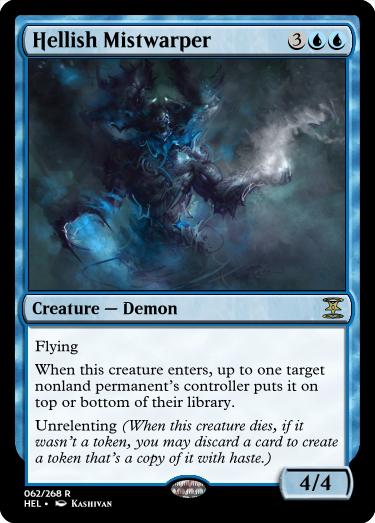 Hellish Mistwarper 3
Creature — Demon
Flying
When this creature enters, up to one target
nonland permanent's controller puts it on
top or bottom of their library.
Unrelenting (When this creature dies, if it
wasn't a token, you may discard a card to create
a token that's a copy of it with haste.)
4/4
062/268 R
HEL • Kashivan